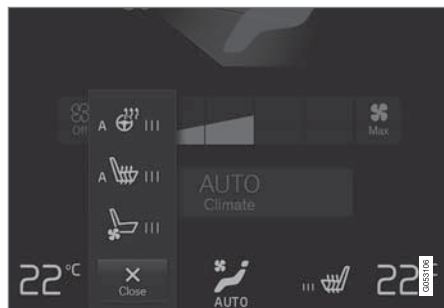 A III
Off
Max
A III
AUTO
Climate
III
22°C
Close
AUTO
III
22°C
G053106